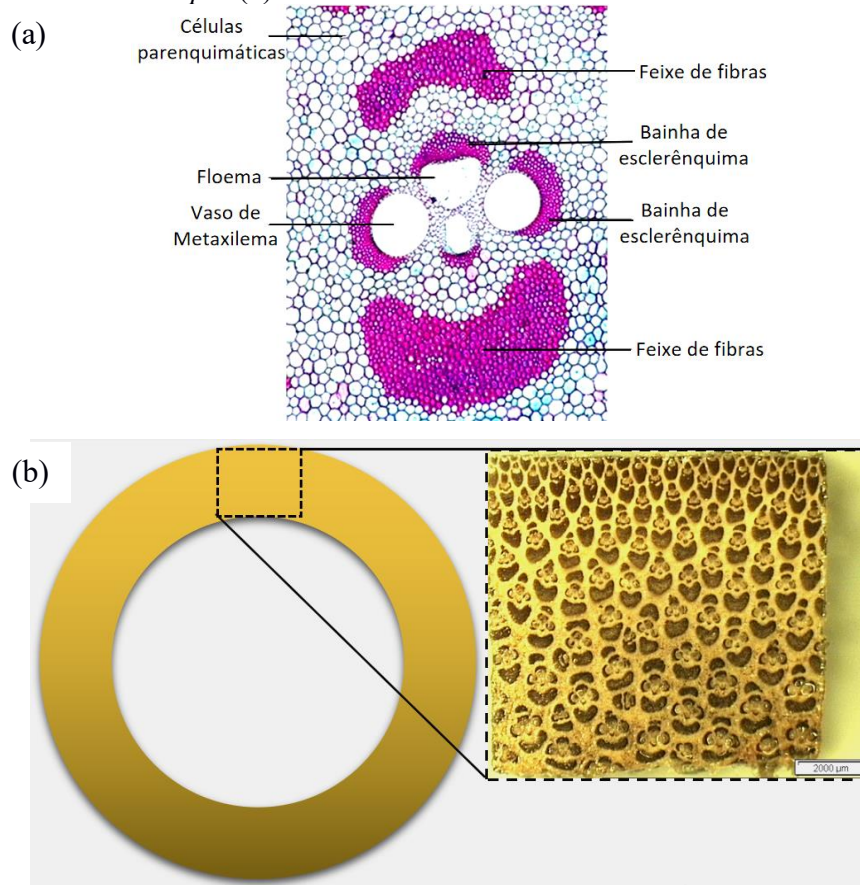 (a)
Células
parenquimáticas
Feixe de fibras
Bainha de
esclerênquima
Floema
Vaso de
Metaxilema
Bainha de
esclerênquima
Feixe de fibras
(b)
2000 µm